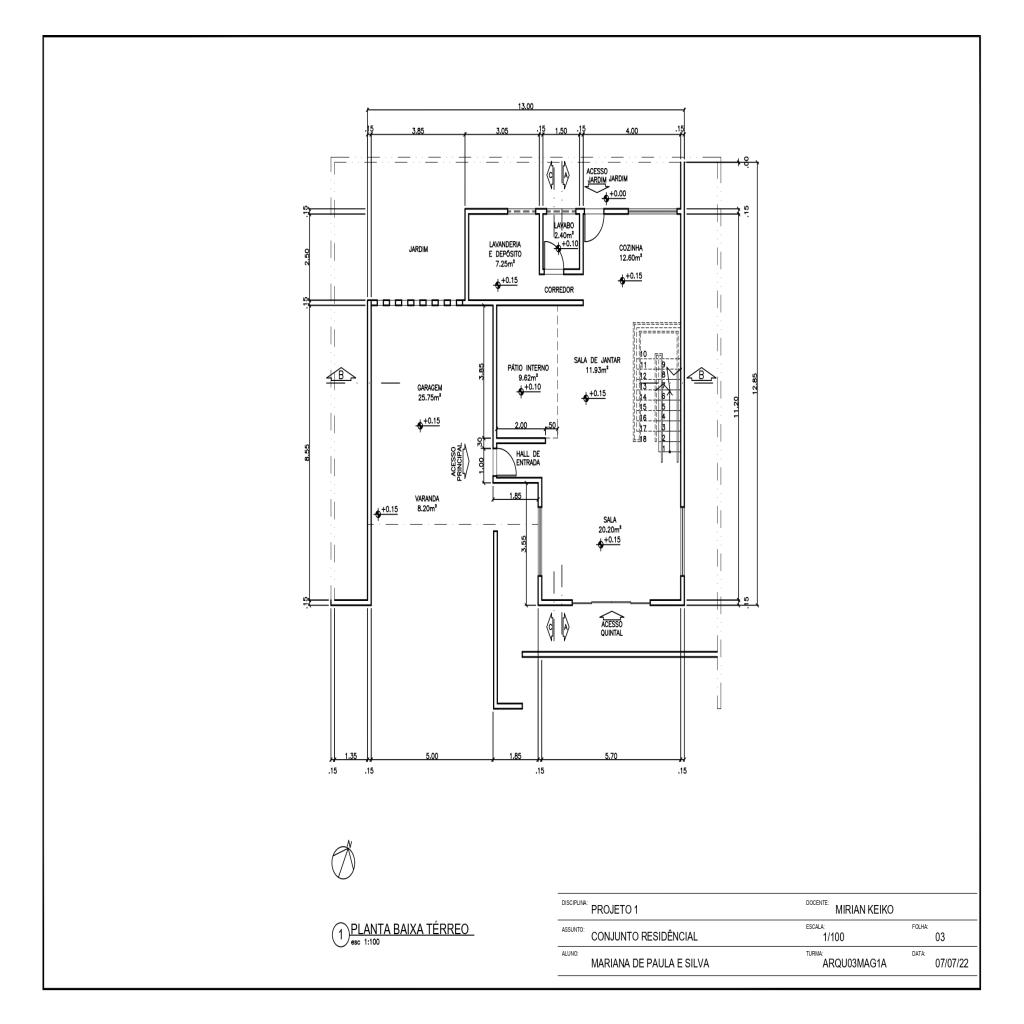 13.00
.15
3.85
3.05
.15
1.50
.15
4.00
.15
.00
C
A
ACESSO
JARDIM
JARDIM
+0.00
.15
.15
LAVABO
2.40m²
+0.10
LAVANDERIA
E DEPÓSITO
7.25m²
COZINHA
12.60m²
JARDIM
2.50
+0.15
+0.15
CORREDOR
.15
10
11
12
13
14
15
16
17
18
9
8
7
6
5
4
3
2
1
SALA DE JANTAR
11.93m²
PÁTIO INTERNO
9.62m²
+0.10
+0.15
3.85
B
B
12.85
11.20
GARAGEM
25.75m²
+0.15
2.00
.50
.30
1.00
8.55
ACESSO
PRINCIPAL
HALL DE
ENTRADA
1.85
VARANDA
8.20m²
+0.15
SALA
20.20m²
+0.15
3.55
.15
.15
C
A
ACESSO
QUINTAL
1.35
5.00
1.85
5.70
.15
.15
.15
.15
N
1
PLANTA BAIXA TÉRREO
esc 1:100
DISCIPLINA:
PROJETO 1
DOCENTE:
MIRIAN KEIKO
ASSUNTO:
CONJUNTO RESIDÊNCIAL
ESCALA:
1/100
FOLHA:
03
ALUNO:
MARIANA DE PAULA E SILVA
TURMA:
ARQU03MAG1A
DATA:
07/07/22